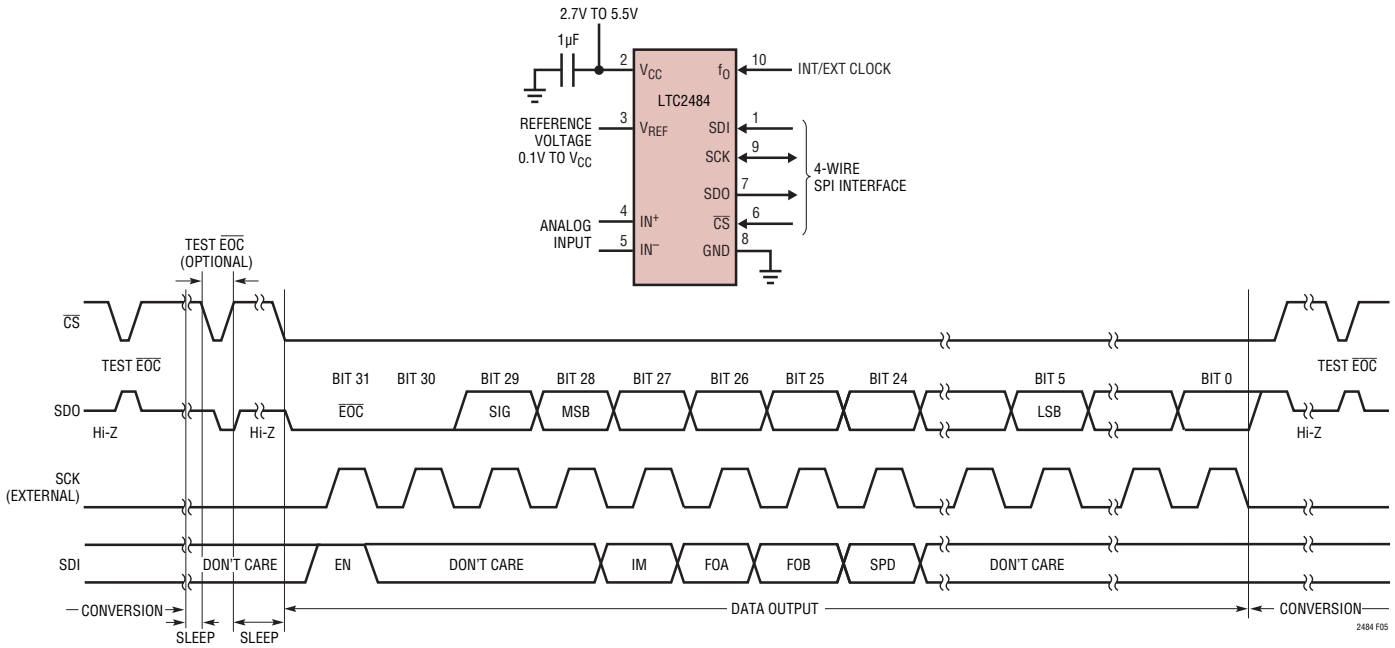 2.7V TO 5.5V
1µF
2
VCC
fO
10
INT/EXT CLOCK
LTC2484
REFERENCE
VOLTAGE
0.1V TO VCC
3
VREF
SDI
1
SCK
9
4-WIRE
SPI INTERFACE
SDO
7
ANALOG
INPUT
4
IN+
CS
6
5
IN−
GND
8
TEST EOC
(OPTIONAL)
CS
TEST EOC
BIT 31 BIT 30 BIT 29 BIT 28 BIT 27 BIT 26 BIT 25 BIT 24 BIT 5 BIT 0
TEST EOC
SDO
EOC SIG MSB LSB
Hi-Z Hi-Z Hi-Z
SCK
(EXTERNAL)
SDI DON'T CARE EN DON'T CARE IM FOA FOB SPD DON'T CARE
CONVERSION DATA OUTPUT CONVERSION
SLEEP SLEEP
2484 F05